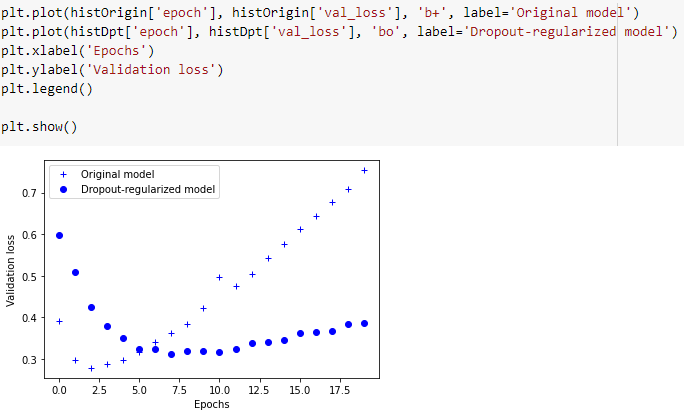 plt.plot(histOrigin['epoch'], histOrigin['val_loss'], 'b+', label='Original model')
plt.plot(histDpt['epoch'], histDpt['val_loss'], 'bo', label='Dropout-regularized model')
plt.xlabel('Epochs')
plt.ylabel('Validation loss')
plt.legend()
plt.show()
Original model
Dropout-regularized model
0.7
0.6
0.5
0.4
0.3
Validation loss
0.0 2.5 5.0 7.5 10.0 12.5 15.0 17.5
Epochs